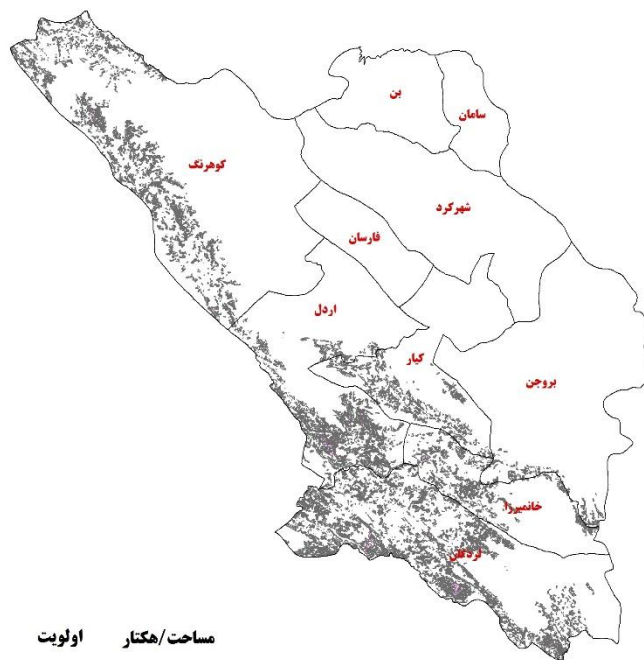 بن
سامان
کوهرنگ
شهرکرد
فارسان
اردل
کیار
بروجن
خانمیرزا
لردگان
مساحت/هکتار اولویت